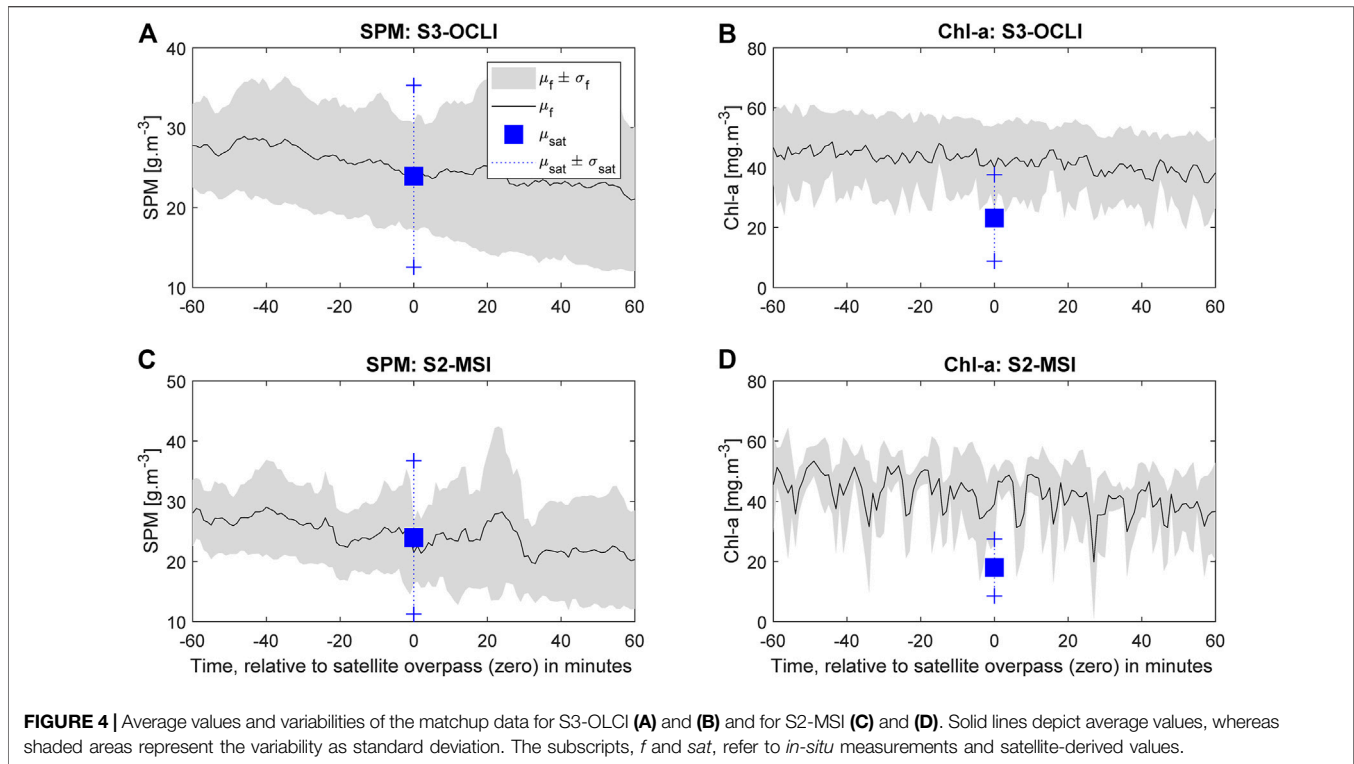 A
SPM: S3-OCLI
SPM [g.m-3]
40
30
20
10
-60 -40 -20 0 20 40 60
μf ± σf
μf
μsat
μsat ± σsat
B
Chl-a: S3-OCLI
Chl-a [mg.m-3]
80
60
40
20
0
-60 -40 -20 0 20 40 60
C
SPM: S2-MSI
SPM [g.m-3]
50
40
30
20
10
-60 -40 -20 0 20 40 60
Time, relative to satellite overpass (zero) in minutes
D
Chl-a: S2-MSI
Chl-a [mg.m-3]
80
60
40
20
0
-60 -40 -20 0 20 40 60
Time, relative to satellite overpass (zero) in minutes
FIGURE 4 | Average values and variabilities of the matchup data for S3-OLCI (A) and (B) and for S2-MSI (C) and (D). Solid lines depict average values, whereas
shaded areas represent the variability as standard deviation. The subscripts, f and sat, refer to in-situ measurements and satellite-derived values.